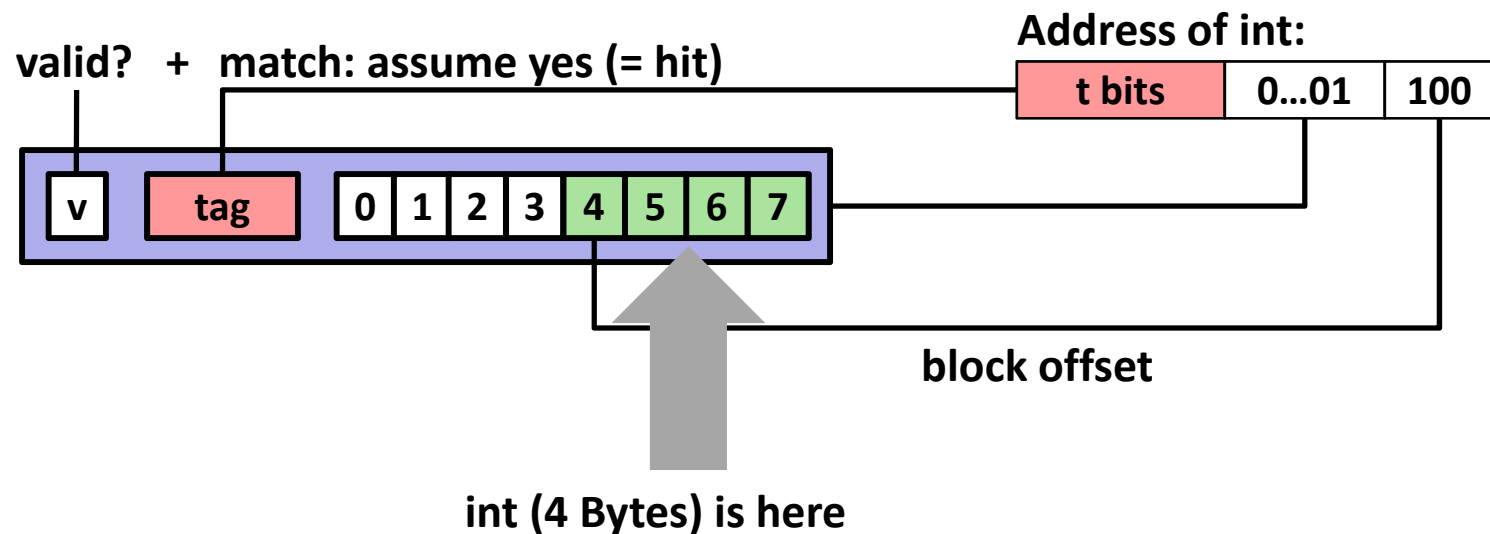 Address of int:
valid? + match: assume yes (= hit)
t bits 0...01 100
v tag 0 1 2 3 4 5 6 7
block offset
int (4 Bytes) is here